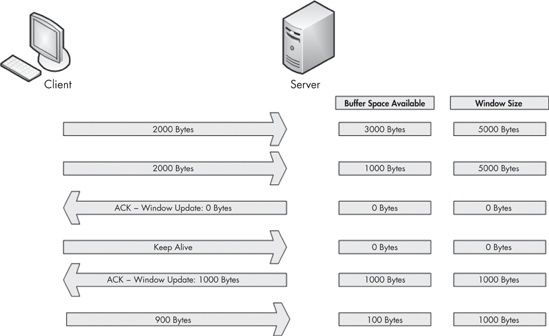 Client
Server
Buffer Space Available
Window Size
2000 Bytes
3000 Bytes
5000 Bytes
2000 Bytes
1000 Bytes
5000 Bytes
ACK – Window Update: 0 Bytes
0 Bytes
0 Bytes
Keep Alive
0 Bytes
0 Bytes
ACK – Window Update: 1000 Bytes
1000 Bytes
1000 Bytes
900 Bytes
100 Bytes
1000 Bytes